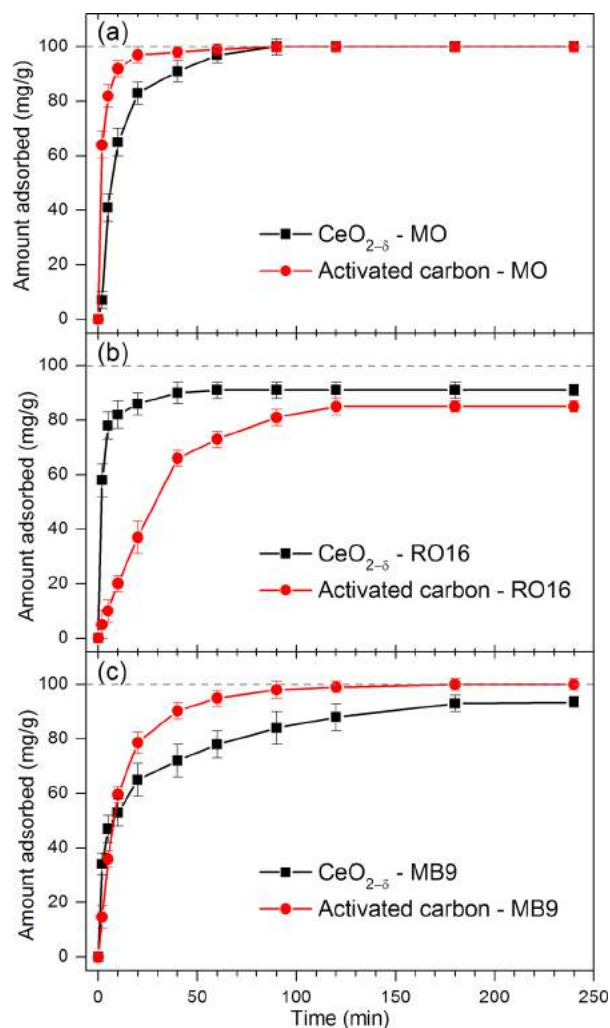 (a)
100
80
60
40
20
0
Amount adsorbed (mg/g)
CeO₂₋δ - MO
Activated carbon - MO
(b)
100
80
60
40
20
0
Amount adsorbed (mg/g)
CeO₂₋δ - RO16
Activated carbon - RO16
(c)
100
80
60
40
20
0
Amount adsorbed (mg/g)
CeO₂₋δ - MB9
Activated carbon - MB9
0 50 100 150 200 250
Time (min)